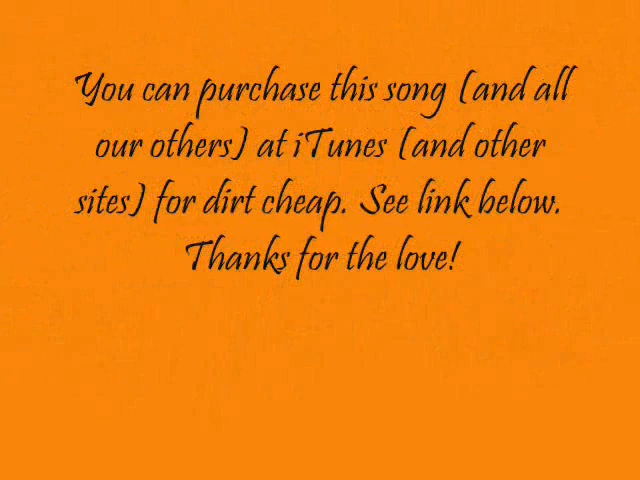 You can purchase this song (and all
our others) at iTunes (and other
sites) for dirt cheap. See link below.
Thanks for the love!